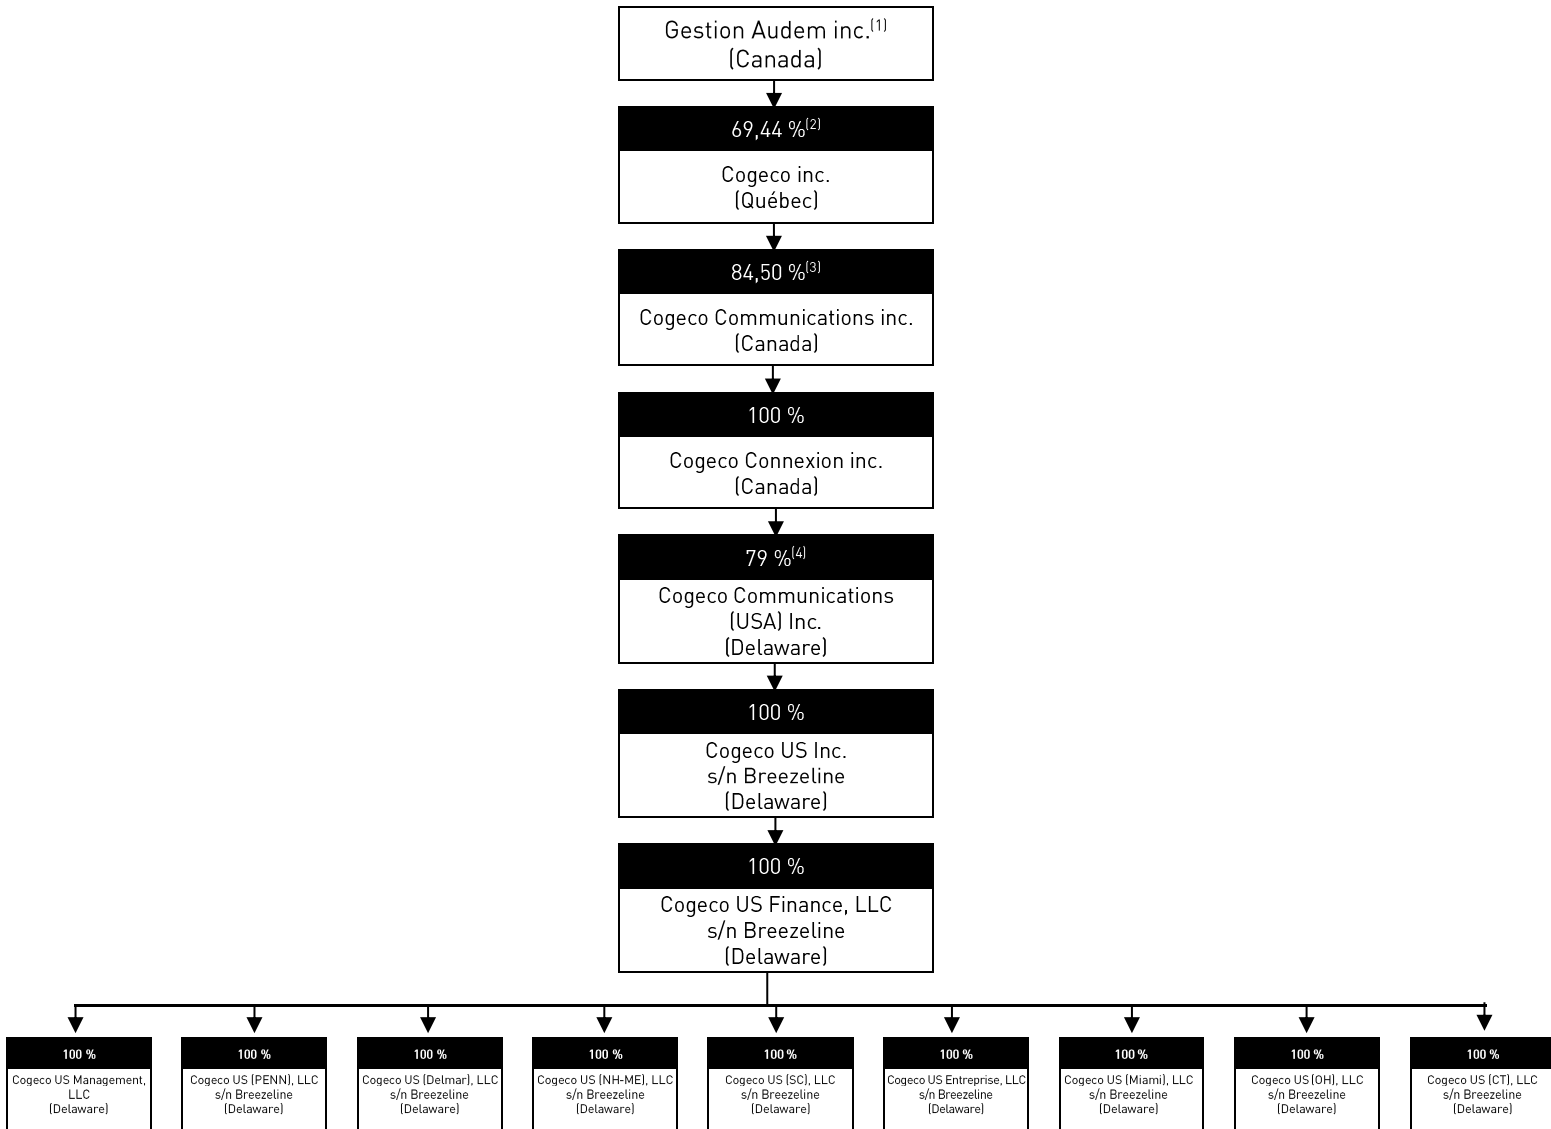 Gestion Audem inc.(1)
(Canada)
69,44 %(2)
Cogeco inc.
(Québec)
84,50 %(3)
Cogeco Communications inc.
(Canada)
100 %
Cogeco Connexion inc.
(Canada)
79 %(4)
Cogeco Communications
(USA) Inc.
(Delaware)
100 %
Cogeco US Inc.
s/n Breezeline
(Delaware)
100 %
Cogeco US Finance, LLC
s/n Breezeline
(Delaware)
100 %
Cogeco US Management,
LLC
(Delaware)
100 %
Cogeco US (PENN), LLC
s/n Breezeline
(Delaware)
100 %
Cogeco US (Delmar), LLC
s/n Breezeline
(Delaware)
100 %
Cogeco US (NH-ME), LLC
s/n Breezeline
(Delaware)
100 %
Cogeco US (SC), LLC
s/n Breezeline
(Delaware)
100 %
Cogeco US Entreprise, LLC
s/n Breezeline
(Delaware)
100 %
Cogeco US (Miami), LLC
s/n Breezeline
(Delaware)
100 %
Cogeco US (OH), LLC
s/n Breezeline
(Delaware)
100 %
Cogeco US (CT), LLC
s/n Breezeline
(Delaware)